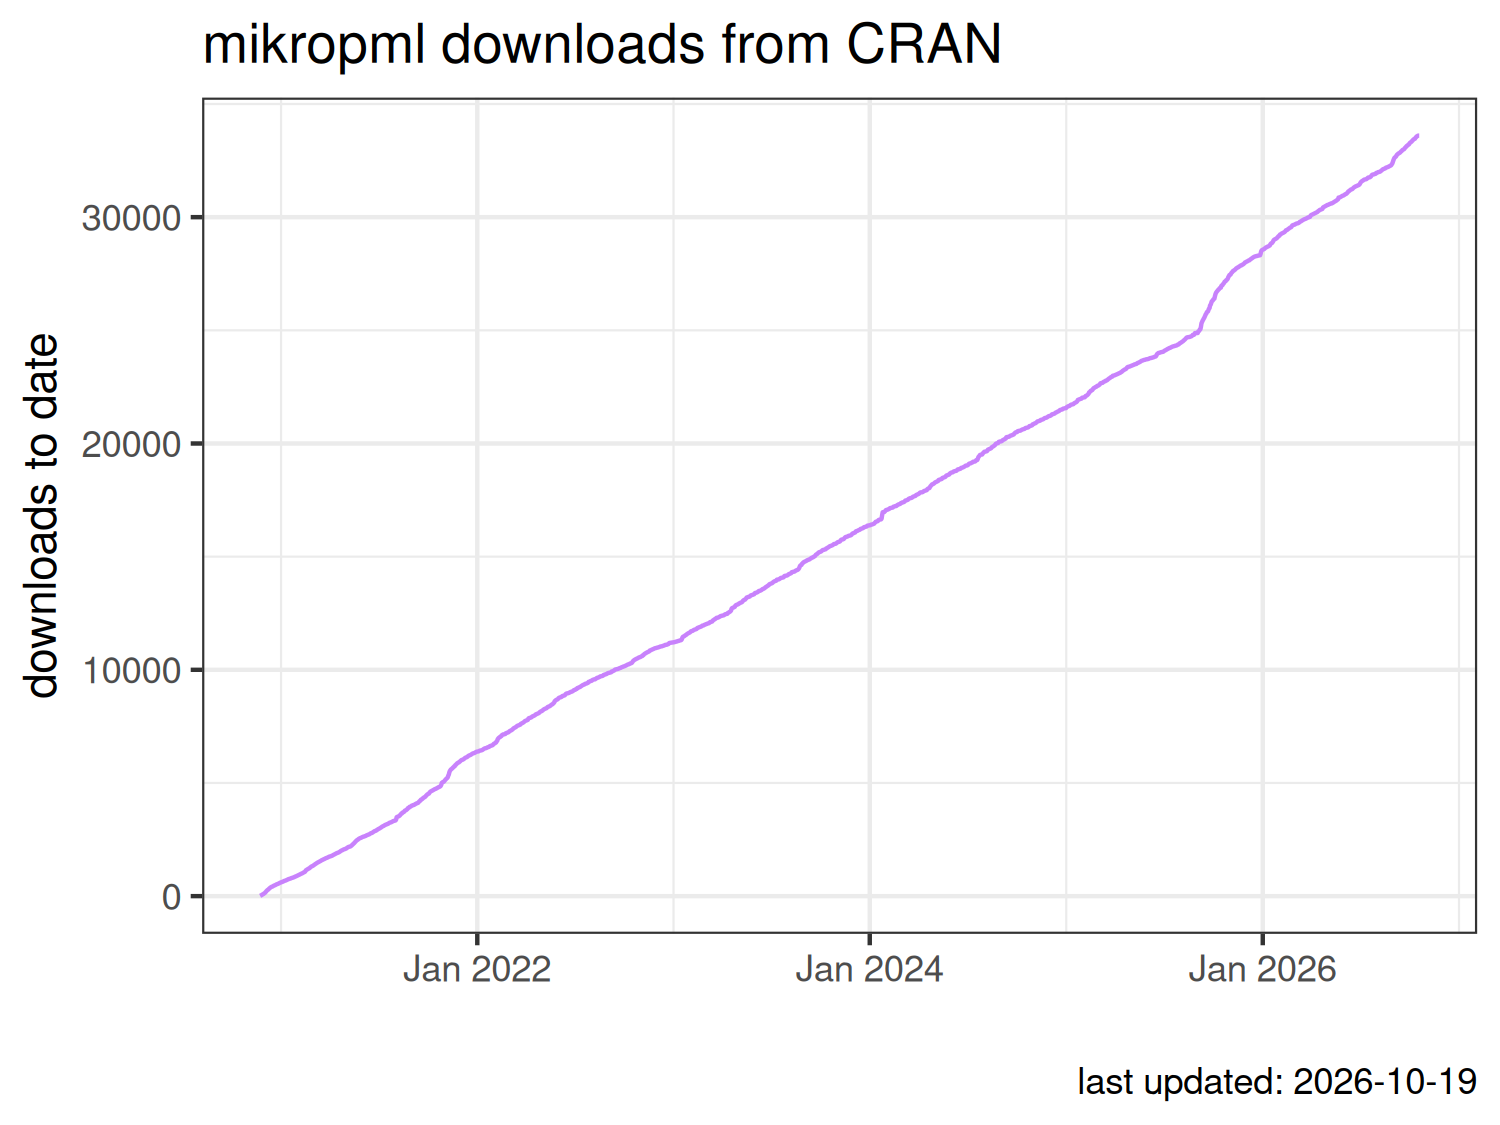 mikropml downloads from CRAN
downloads to date
30000
20000
10000
0
Jan 2022
Jan 2024
Jan 2026
last updated: 2026-10-19